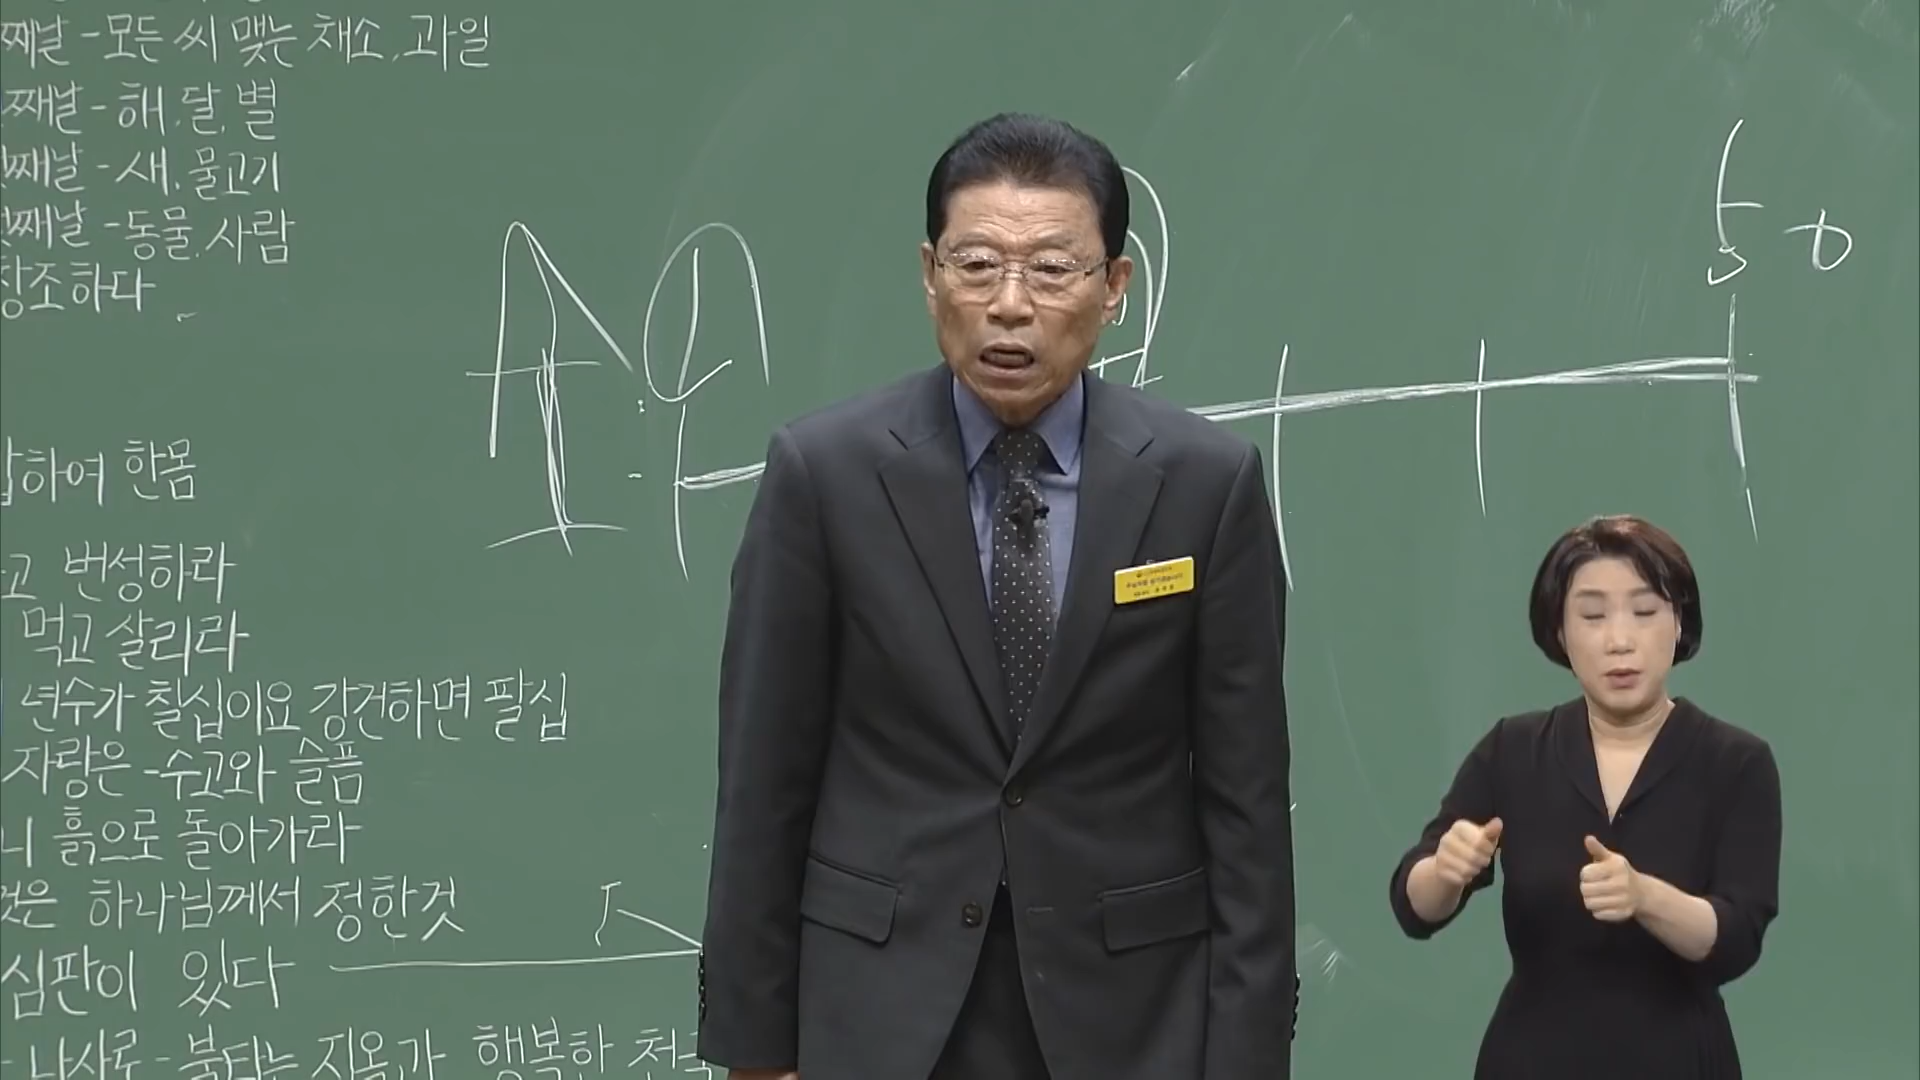 째날 - 모든 씨 맺는 채소, 과일
째날 - 해, 달, 별
째날 - 새, 물고기
째날 - 동물, 사람
창조하다
하여 한몸
고 번성하라
먹고 살리라
년수가 칠십이요 강건하면 팔십
자랑은 - 수고와 슬픔
니 흙으로 돌아가라
것은 하나님께서 정한것
심판이 있다
50